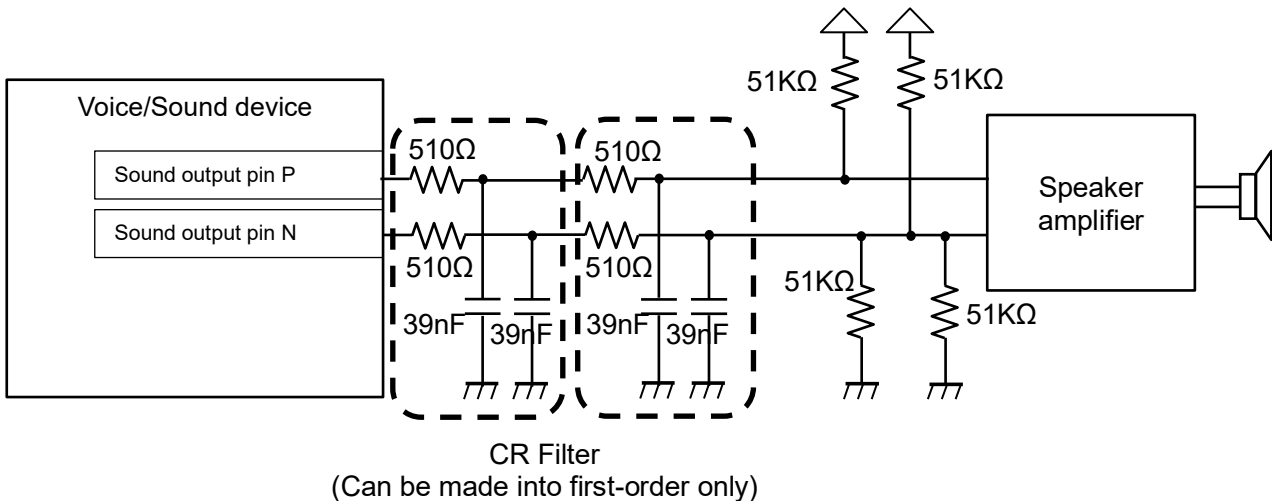 51KΩ
51KΩ
Voice/Sound device
Sound output pin P
Sound output pin N
510Ω
510Ω
510Ω
510Ω
39nF
39nF
39nF
39nF
51KΩ
51KΩ
Speaker
amplifier
CR Filter
(Can be made into first-order only)